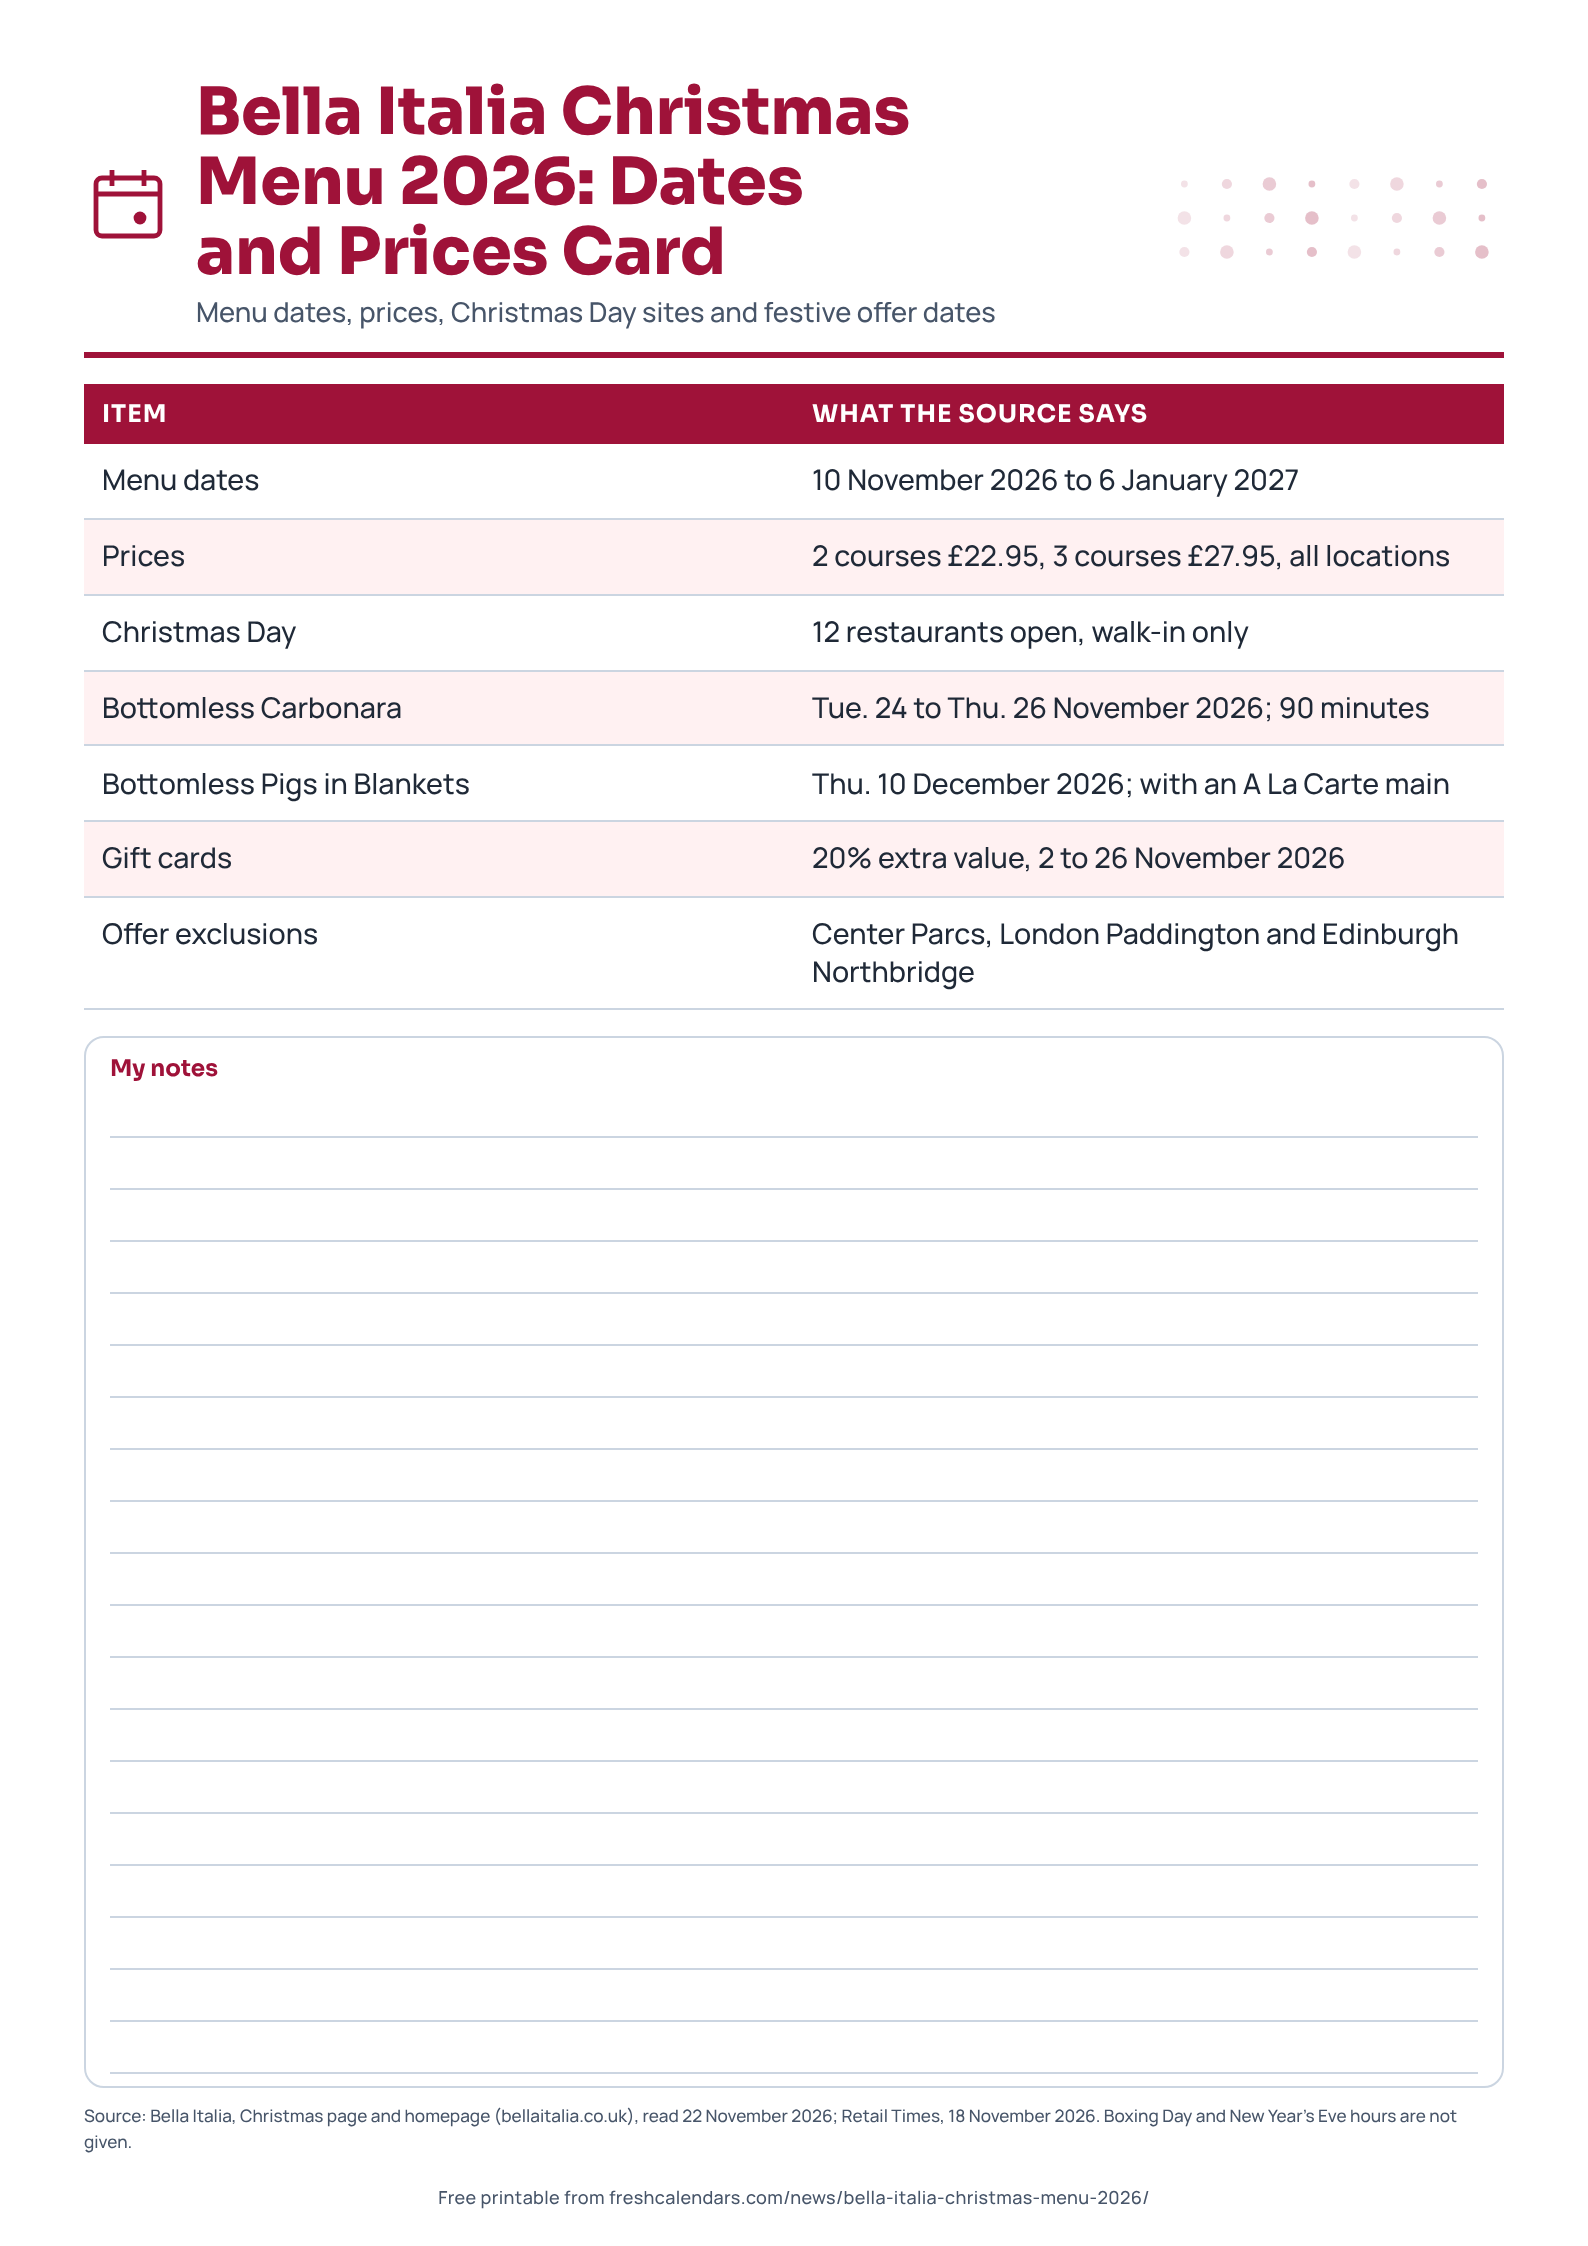 Bella Italia Christmas
Menu 2026: Dates
and Prices Card
Menu dates, prices, Christmas Day sites and festive offer dates
ITEM
WHAT THE SOURCE SAYS
Menu dates
10 November 2026 to 6 January 2027
Prices
2 courses £22.95, 3 courses £27.95, all locations
Christmas Day
12 restaurants open, walk-in only
Bottomless Carbonara
Tue. 24 to Thu. 26 November 2026; 90 minutes
Bottomless Pigs in Blankets
Thu. 10 December 2026; with an A La Carte main
Gift cards
20% extra value, 2 to 26 November 2026
Offer exclusions
Center Parcs, London Paddington and Edinburgh
Northbridge
My notes
Source: Bella Italia, Christmas page and homepage (bellaitalia.co.uk), read 22 November 2026; Retail Times, 18 November 2026. Boxing Day and New Year's Eve hours are not
given.
Free printable from freshcalendars.com/news/bella-italia-christmas-menu-2026/